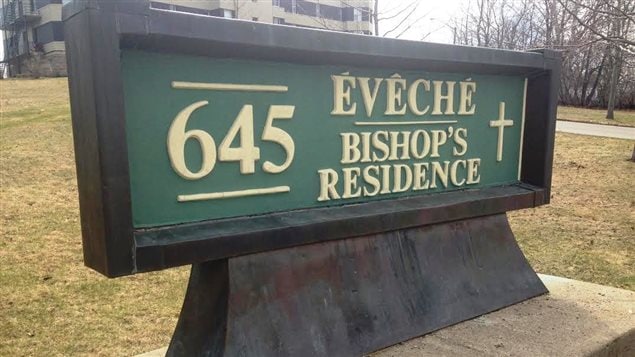 645
ÉVÊCHÉ
BISHOP'S
RESIDENCE